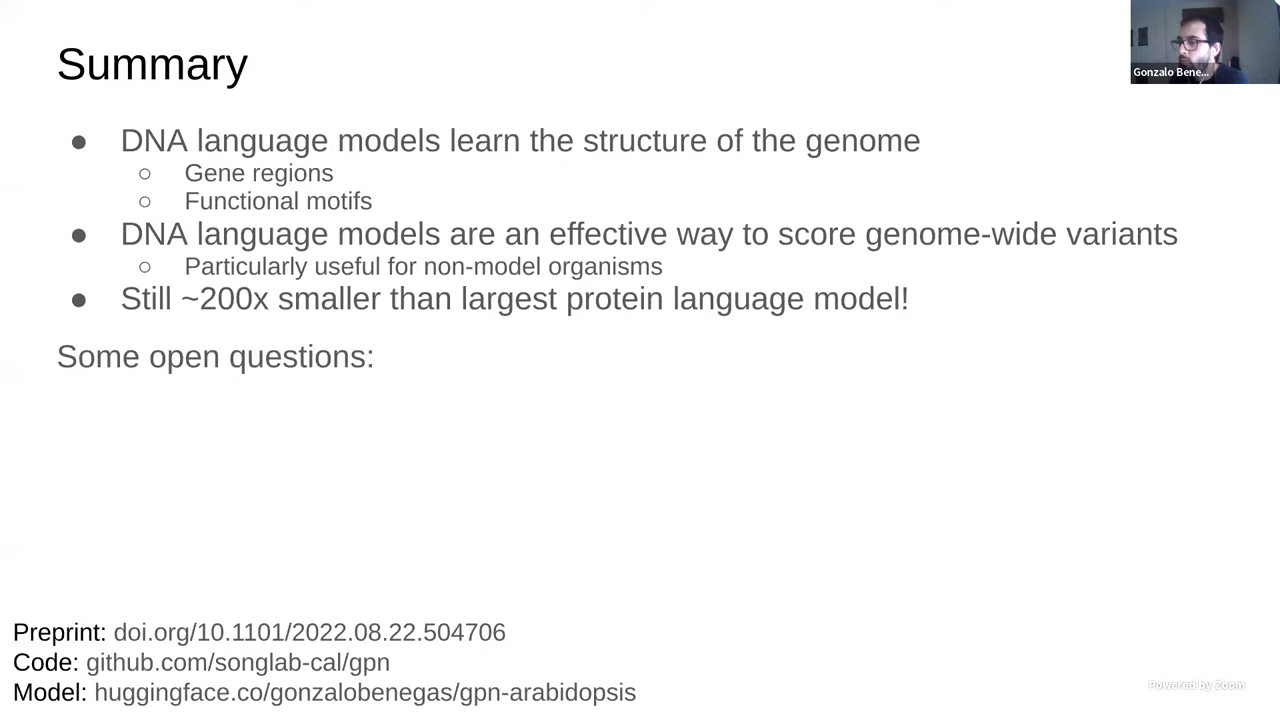 Summary
Gonzalo Bene...
● DNA language models learn the structure of the genome
○ Gene regions
○ Functional motifs
● DNA language models are an effective way to score genome-wide variants
○ Particularly useful for non-model organisms
● Still ~200x smaller than largest protein language model!
Some open questions:
Preprint: doi.org/10.1101/2022.08.22.504706
Code: github.com/songlab-cal/gpn
Model: huggingface.co/gonzalobenegas/gpn-arabidopsis
Powered by Zoom